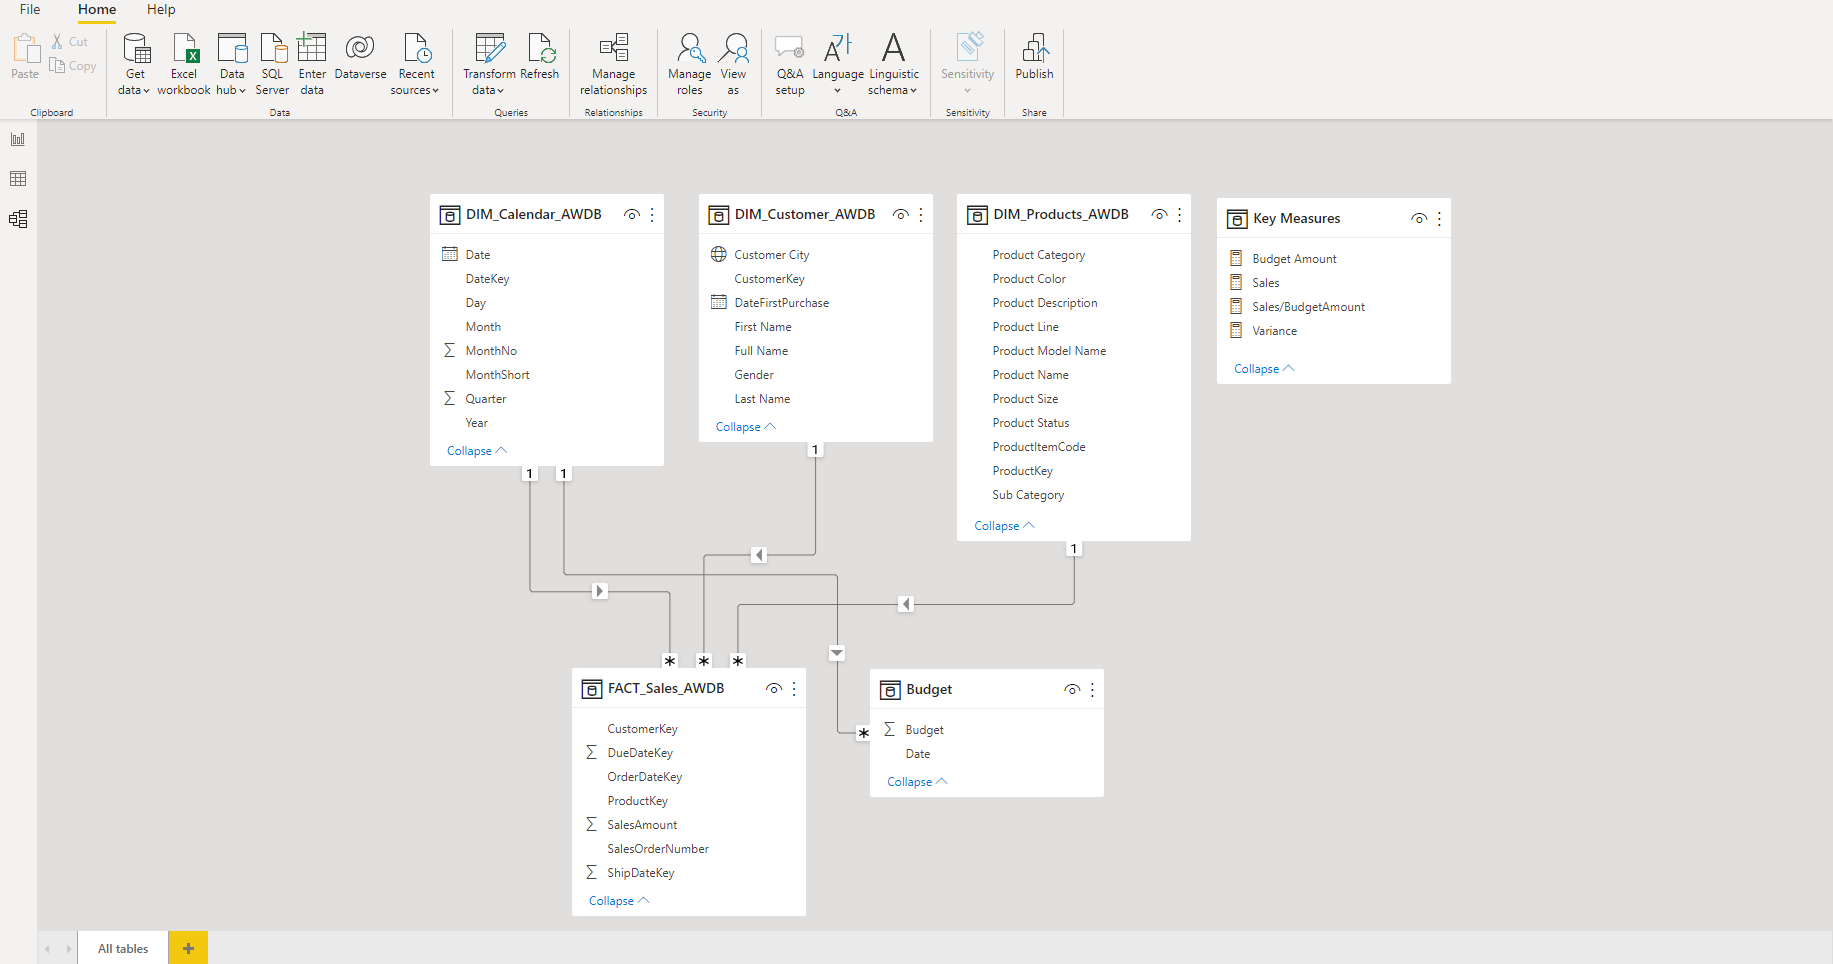 File Home Help
Paste
Cut
Copy
Clipboard
Get data
Excel workbook
Data hub
SQL Server
Enter data
Dataverse
Recent sources
Data
Transform data
Refresh
Queries
Manage relationships
Relationships
Manage roles
View as
Security
Q&A setup
Language
Linguistic schema
Q&A
Sensitivity
Sensitivity
Publish
Share
DIM_Calendar_AWDB
Date
DateKey
Day
Month
MonthNo
MonthShort
Quarter
Year
Collapse
1 1
DIM_Customer_AWDB
Customer City
CustomerKey
DateFirstPurchase
First Name
Full Name
Gender
Last Name
Collapse
1
DIM_Products_AWDB
Product Category
Product Color
Product Description
Product Line
Product Model Name
Product Name
Product Size
Product Status
ProductItemCode
ProductKey
Sub Category
Collapse
1
Key Measures
Budget Amount
Sales
Sales/BudgetAmount
Variance
Collapse
* * *
FACT_Sales_AWDB
CustomerKey
DueDateKey
OrderDateKey
ProductKey
SalesAmount
SalesOrderNumber
ShipDateKey
Collapse
*
Budget
Budget
Date
Collapse
All tables